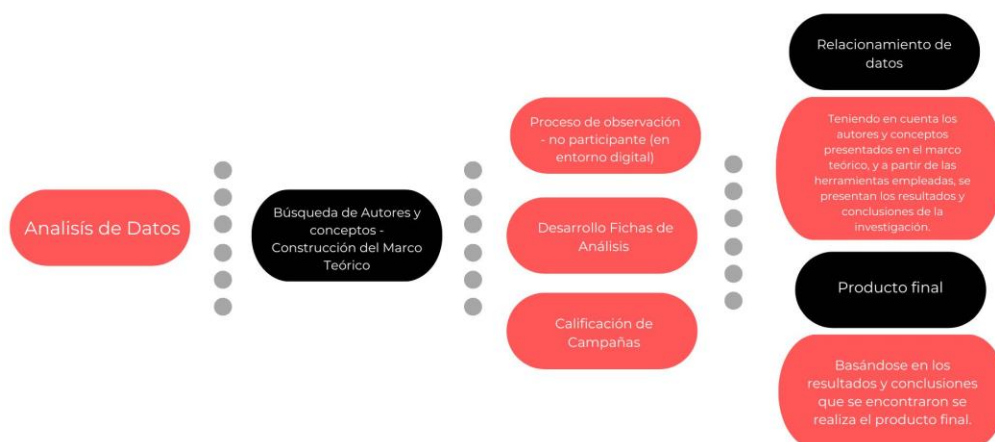 Analisís de Datos
Búsqueda de Autores y
conceptos -
Construcción del Marco
Teórico
Proceso de observación
- no participante (en
entorno digital)
Desarrollo Fichas de
Análisis
Calificación de
Campañas
Relacionamiento de
datos
Teniendo en cuenta los
autores y conceptos
presentados en el marco
teórico, y a partir de las
herramientas empleadas, se
presentan los resultados y
conclusiones de la
investigación.
Producto final
Basándose en los
resultados y conclusiones
que se encontraron se
realiza el producto final.